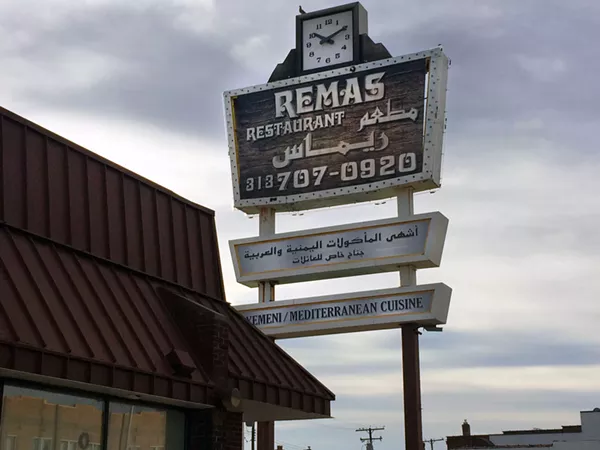 REMAS
RESTAURANT مطعم
ريماس
313 707-0920
أشهى المأكولات اليمنية والعربية
جناح خاص للعائلات
YEMENI/MEDITERRANEAN CUISINE